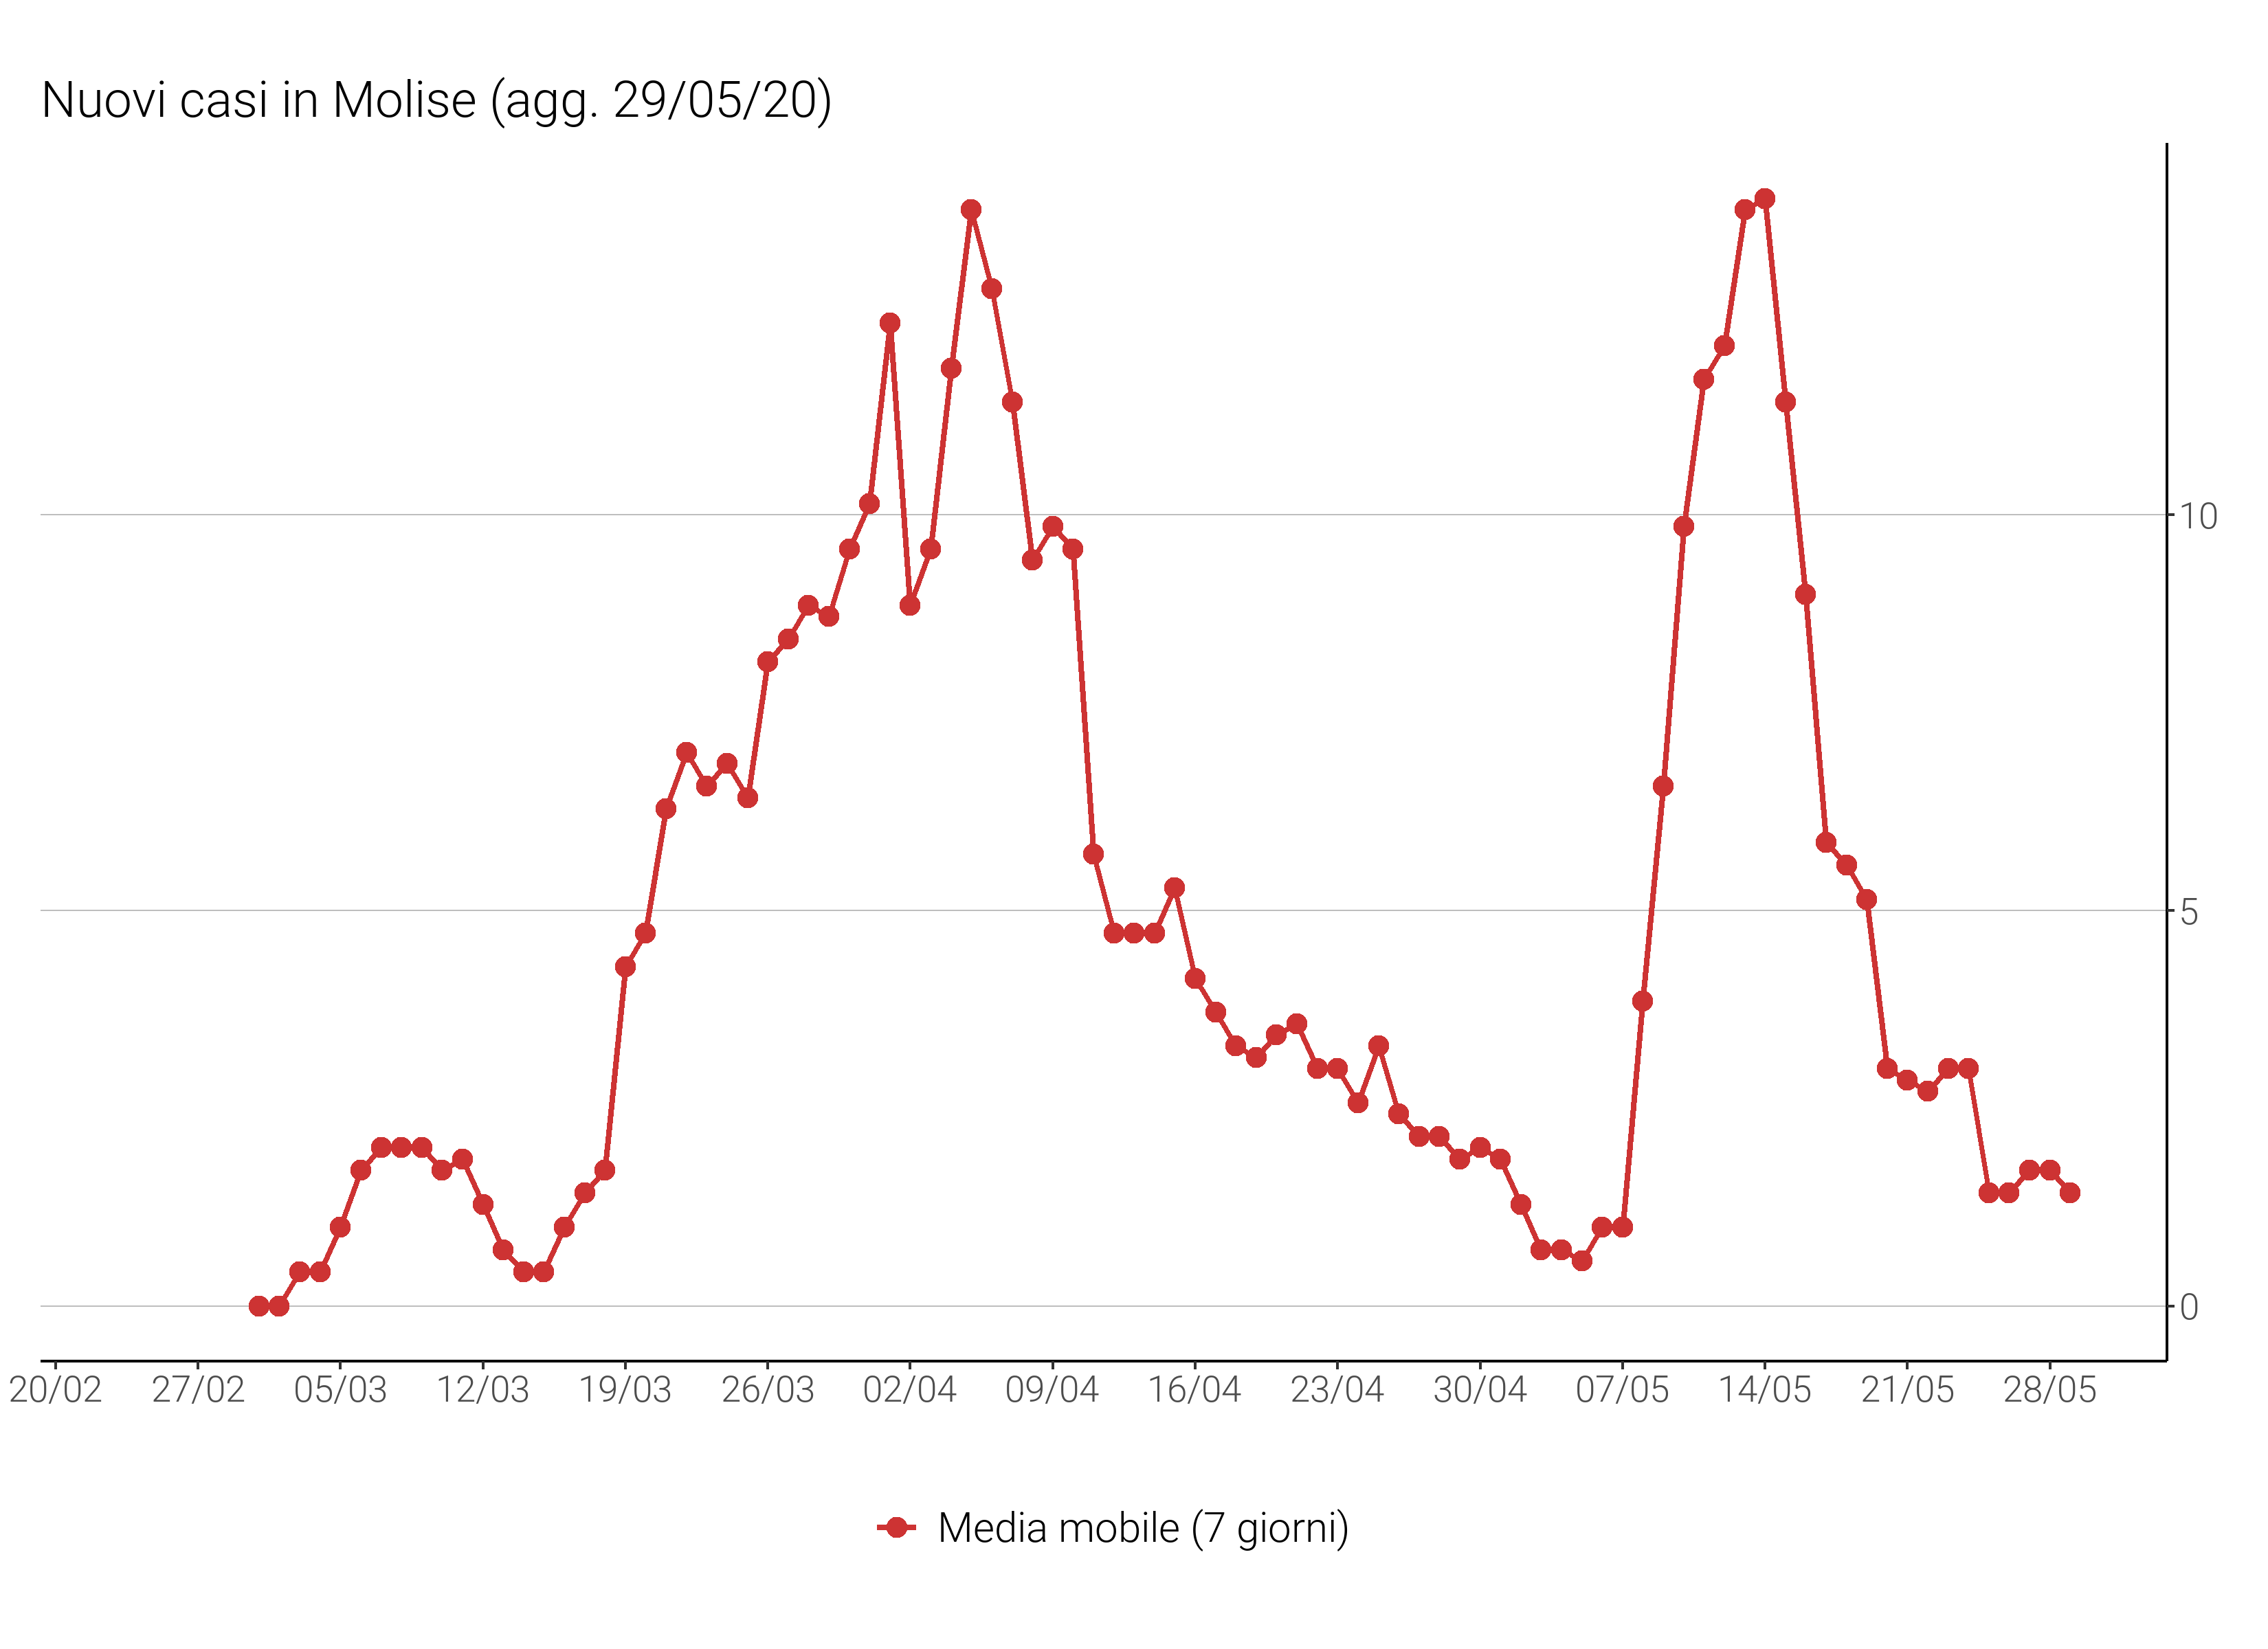 Nuovi casi in Molise (agg. 29/05/20)
10
5
0
20/02 27/02 05/03 12/03 19/03 26/03 02/04 09/04 16/04 23/04 30/04 07/05 14/05 21/05 28/05
Media mobile (7 giorni)